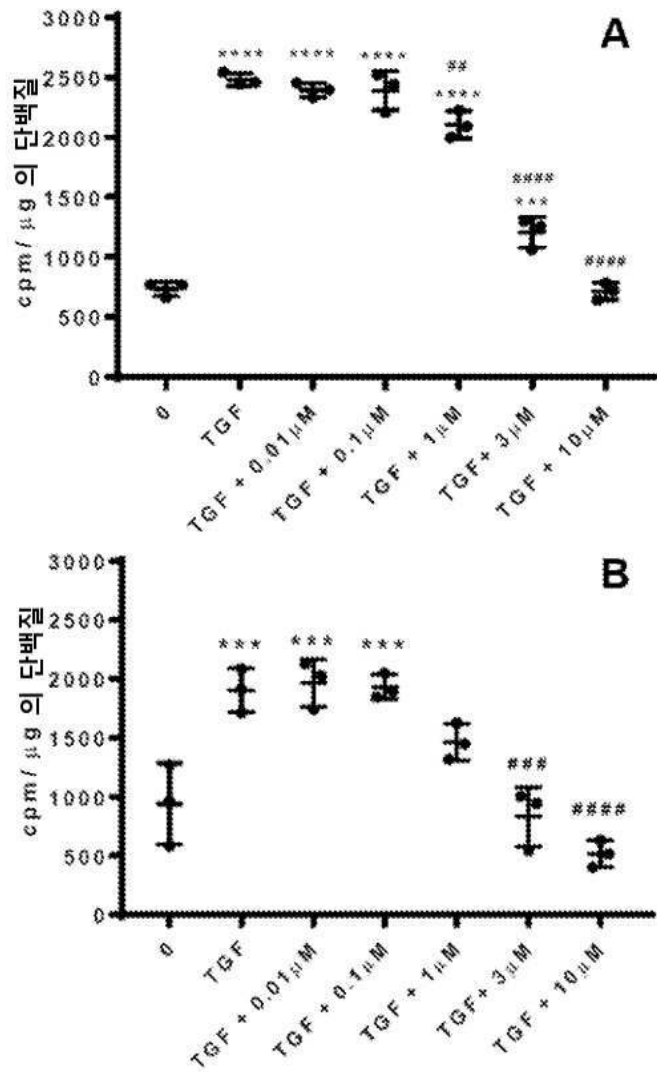 A
cpm/μg 의 단백질
3000
2500
2000
1500
1000
500
0
**** **** **** ## ****
#### ***
####
0
TGF
TGF + 0.01μM
TGF + 0.1μM
TGF + 1μM
TGF+ 3μM
TGF + 10μM
B
cpm/μg 의 단백질
3000
2500
2000
1500
1000
500
0
*** *** ***
###
####
0
TGF
TGF + 0.01μM
TGF + 0.1μM
TGF + 1μM
TGF+ 3μM
TGF + 10μM